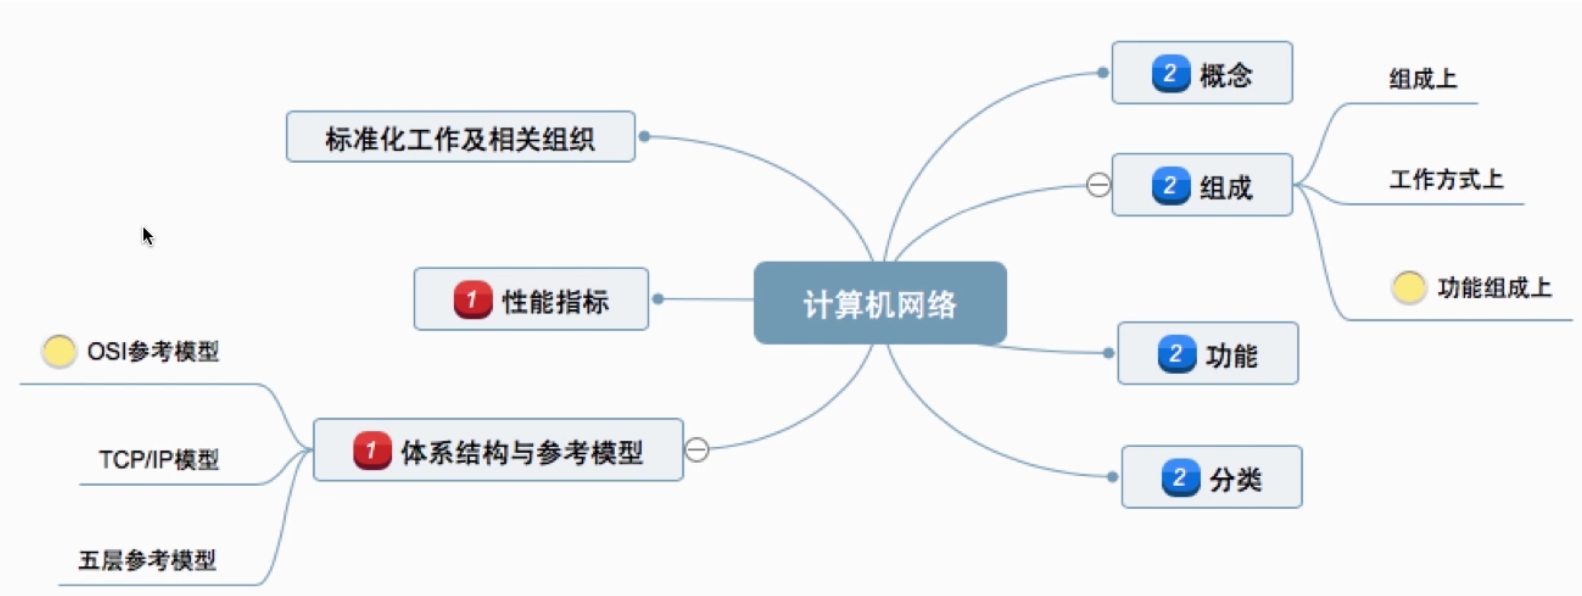 2 概念
组成上
标准化工作及相关组织
工作方式上
2 组成
功能组成上
1 性能指标
计算机网络
OSI参考模型
2 功能
1 体系结构与参考模型
TCP/IP模型
2 分类
五层参考模型